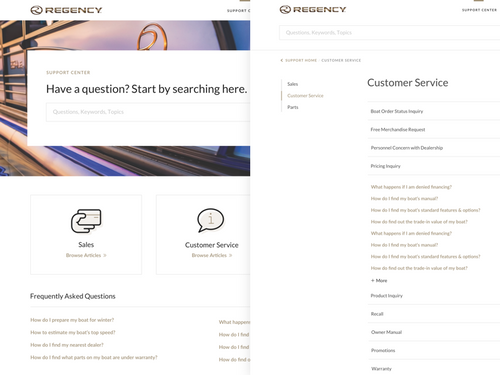 REGENCY
SUPPORT C
SUPPORT CENTER
Have a question? Start by searching here.
Questions, Keywords, Topics
Sales
Browse Articles >
Customer Service
Browse Articles >
Frequently Asked Questions
How do I prepare my boat for winter?
How to estimate my boat's top speed?
How do I find my nearest dealer?
How do I find what parts on my boat are under warranty?
What happen
How do I find
How do I find
How do find o
REGENCY
SUPPORT CENTER
Questions, Keywords, Topics
SUPPORT HOME CUSTOMER SERVICE
Sales
Customer Service
Parts
Customer Service
Boat Order Status Inquiry
Free Merchandise Request
Personnel Concern with Dealership
Pricing Inquiry
What happens if I am denied financing?
How do I find my boat's manual?
How do I find my boat's standard features & options?
How do find out the trade-in value of my boat?
What happens if I am denied financing?
How do I find my boat's manual?
How do I find my boat's standard features & options?
How do find out the trade-in value of my boat?
+ More
Product Inquiry
Recall
Owner Manual
Promotions
Warranty